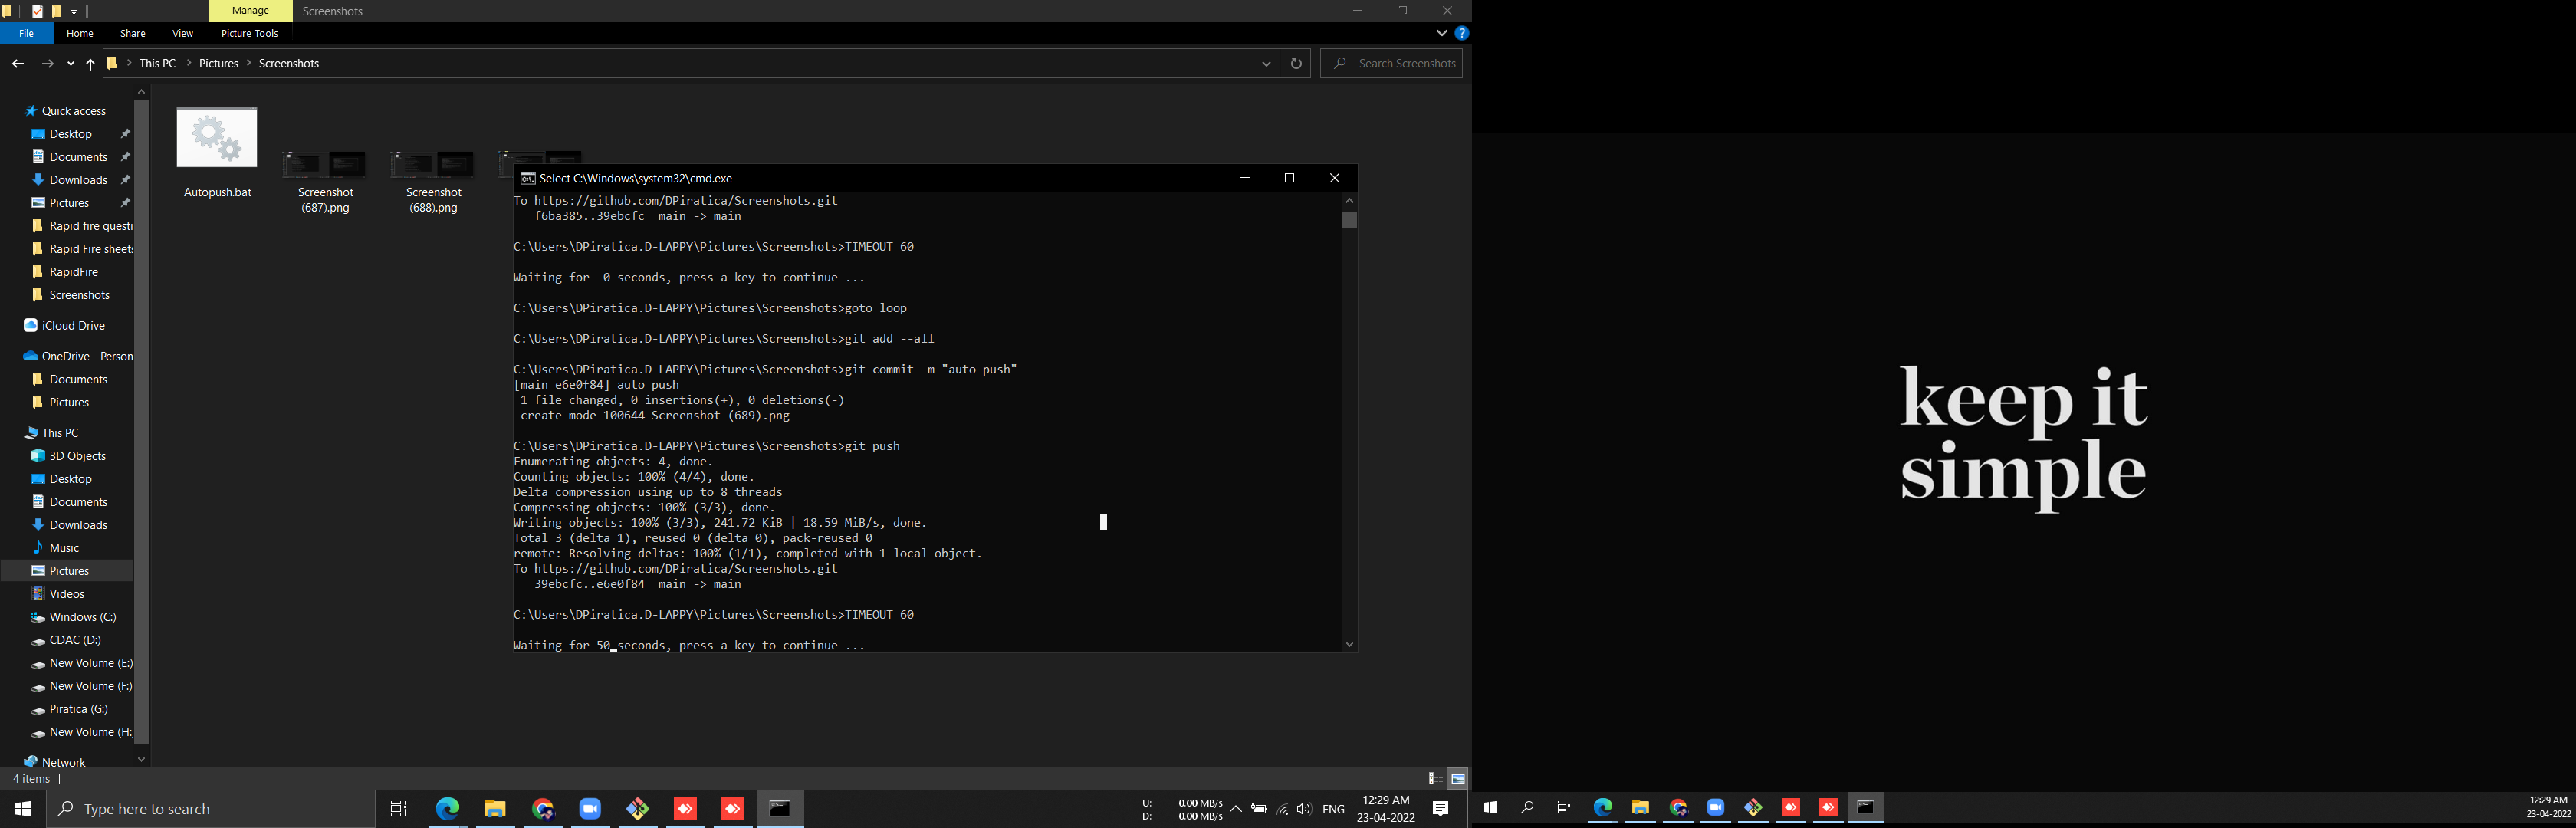 Manage
Screenshots
File
Home
Share
View
Picture Tools
This PC
Pictures
Screenshots
Search Screenshots
Quick access
Desktop
Documents
Downloads
Pictures
Rapid fire questi
Rapid Fire sheets
RapidFire
Screenshots
iCloud Drive
OneDrive - Person
Documents
Pictures
This PC
3D Objects
Desktop
Documents
Downloads
Music
Pictures
Videos
Windows (C:)
CDAC (D:)
New Volume (E:)
New Volume (F:)
Piratica (G:)
New Volume (H:)
Network
4 items
Autopush.bat
Screenshot
(687).png
Screenshot
(688).png
Select C:\Windows\system32\cmd.exe
To https://github.com/DPiratica/Screenshots.git
f6ba385..39ebcfc  main -> main
C:\Users\DPiratica.D-LAPPY\Pictures\Screenshots>TIMEOUT 60
Waiting for  0 seconds, press a key to continue ...
C:\Users\DPiratica.D-LAPPY\Pictures\Screenshots>goto loop
C:\Users\DPiratica.D-LAPPY\Pictures\Screenshots>git add --all
C:\Users\DPiratica.D-LAPPY\Pictures\Screenshots>git commit -m "auto push"
[main e6e0f84] auto push
1 file changed, 0 insertions(+), 0 deletions(-)
create mode 100644 Screenshot (689).png
C:\Users\DPiratica.D-LAPPY\Pictures\Screenshots>git push
Enumerating objects: 4, done.
Counting objects: 100% (4/4), done.
Delta compression using up to 8 threads
Compressing objects: 100% (3/3), done.
Writing objects: 100% (3/3), 241.72 KiB | 18.59 MiB/s, done.
Total 3 (delta 1), reused 0 (delta 0), pack-reused 0
remote: Resolving deltas: 100% (1/1), completed with 1 local object.
To https://github.com/DPiratica/Screenshots.git
39ebcfc..e6e0f84  main -> main
C:\Users\DPiratica.D-LAPPY\Pictures\Screenshots>TIMEOUT 60
Waiting for 50 seconds, press a key to continue ...
keep it
simple
Type here to search
U: 0.00 MB/s
D: 0.00 MB/s
ENG
12:29 AM
23-04-2022
12:29 AM
23-04-2022